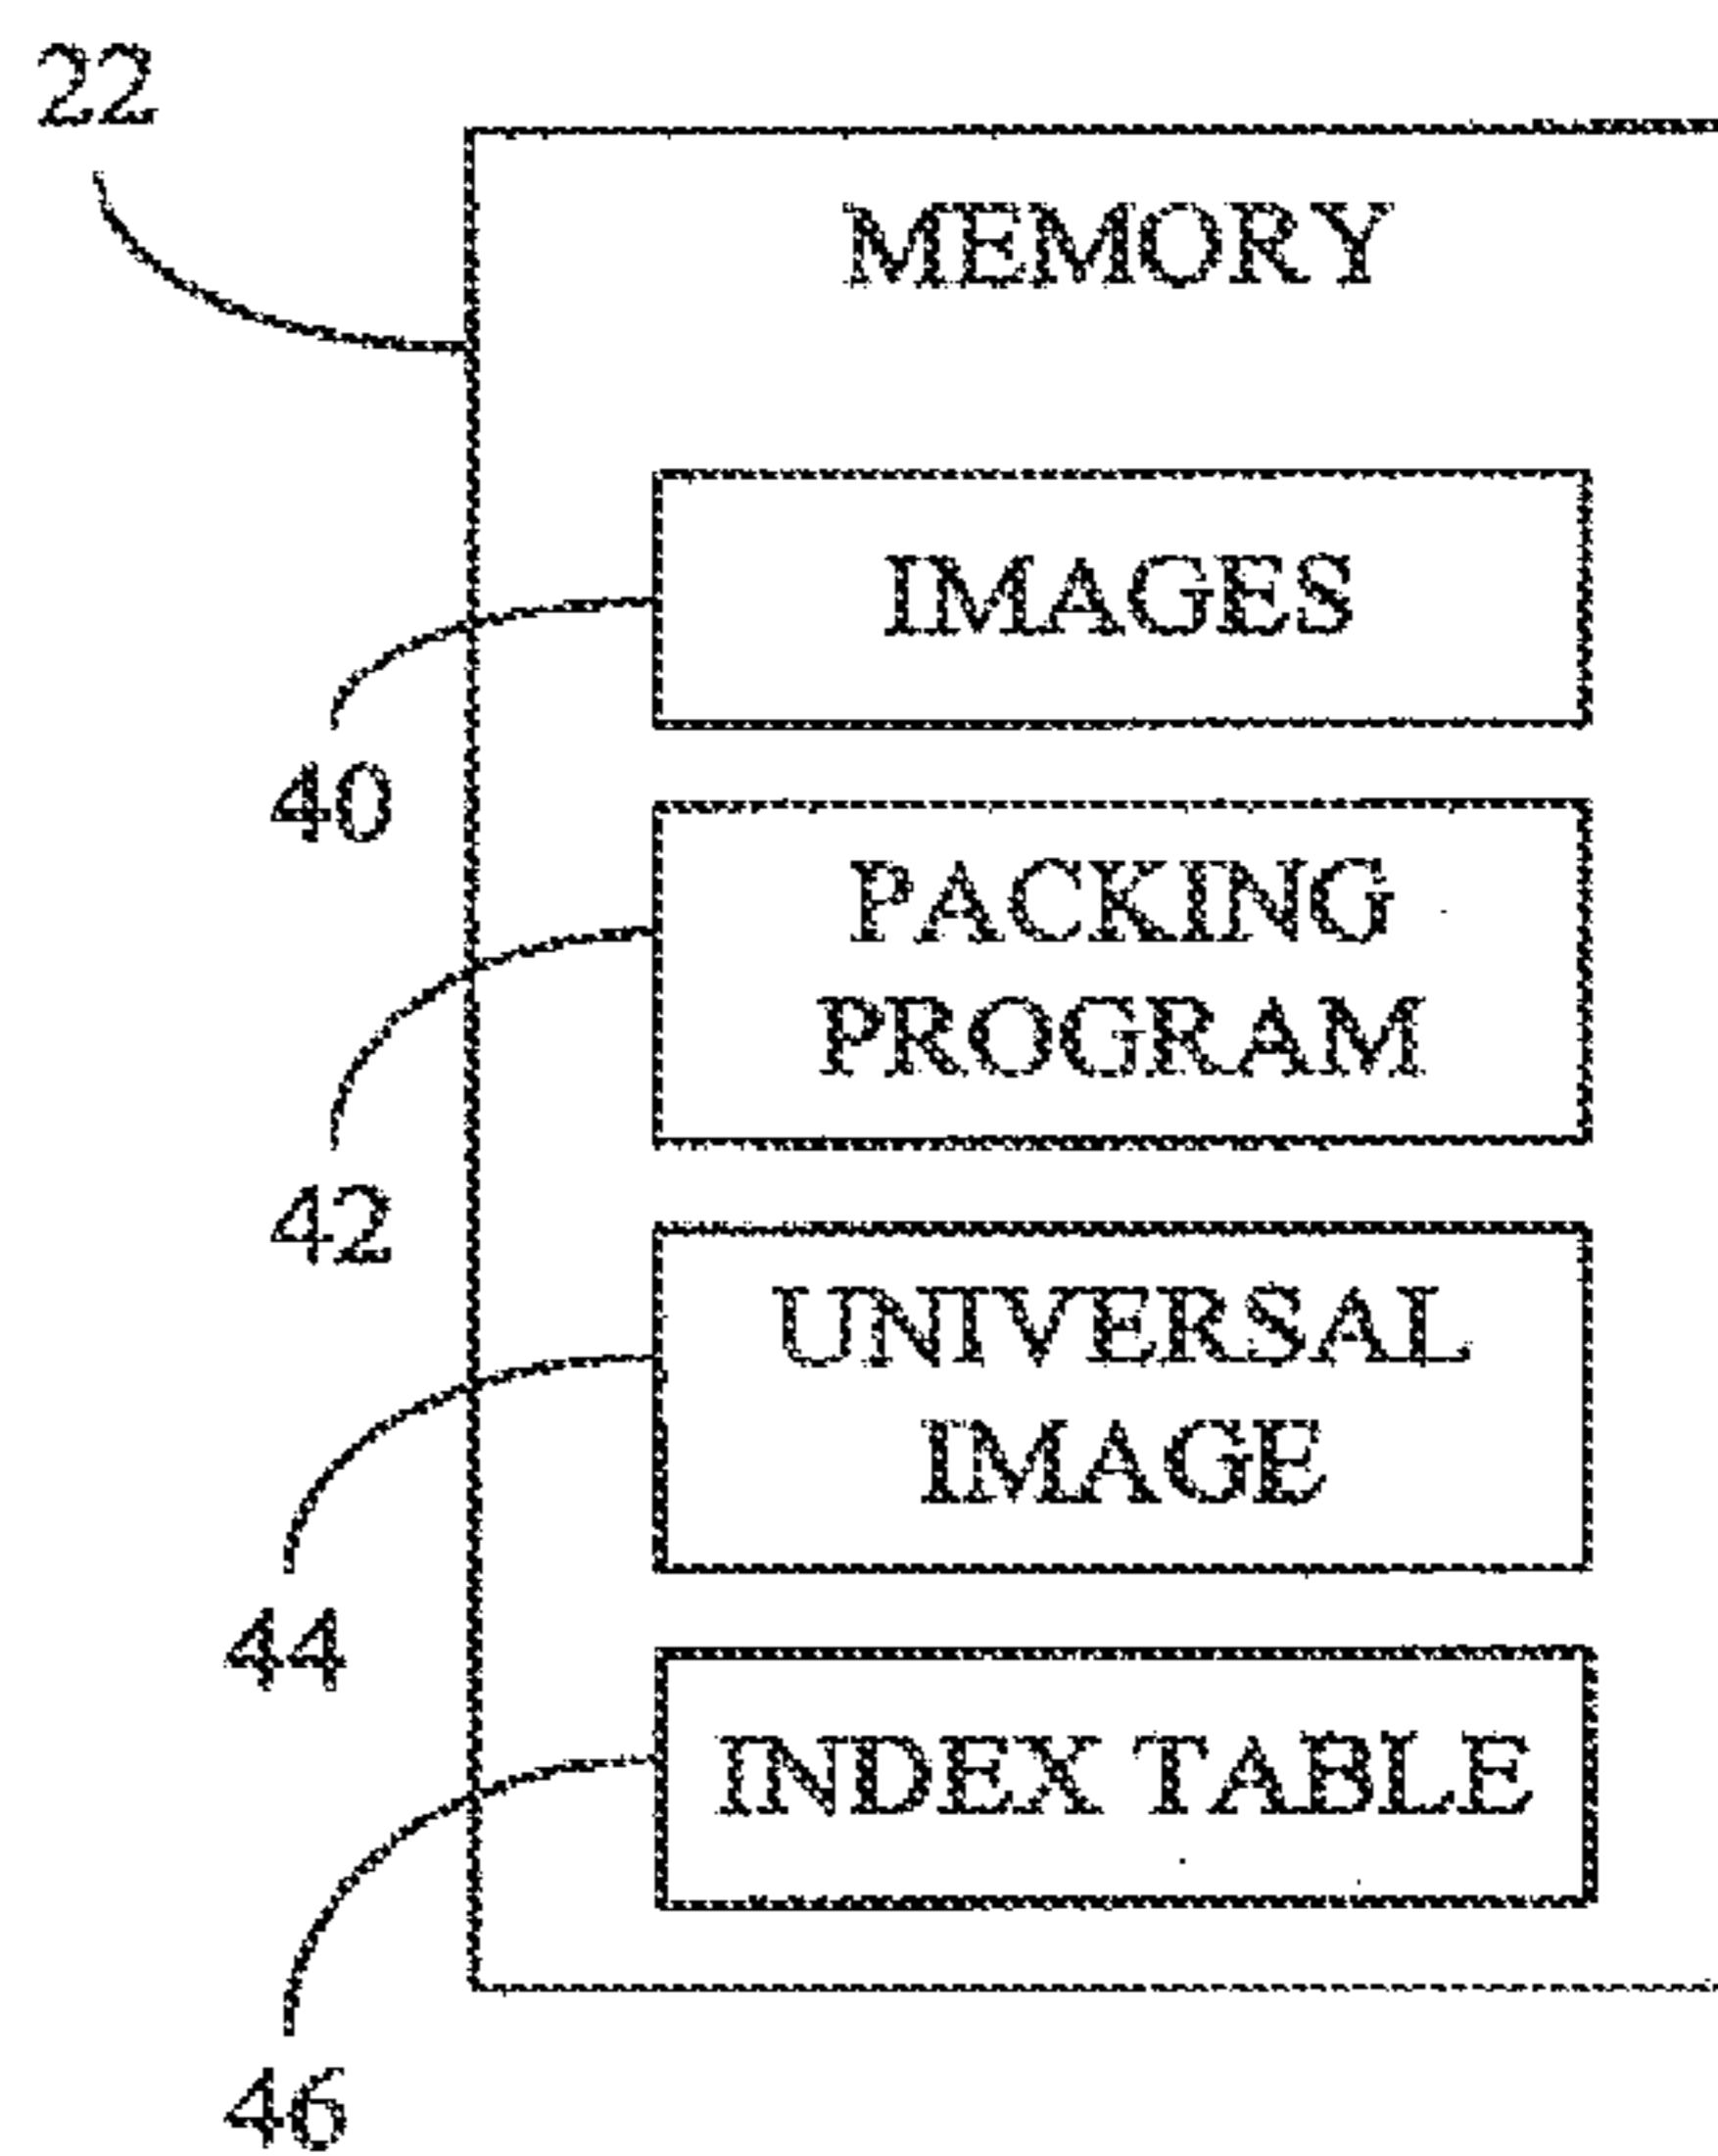 22
MEMORY
IMAGES
40
PACKING
PROGRAM
42
UNIVERSAL
IMAGE
44
INDEX TABLE
46